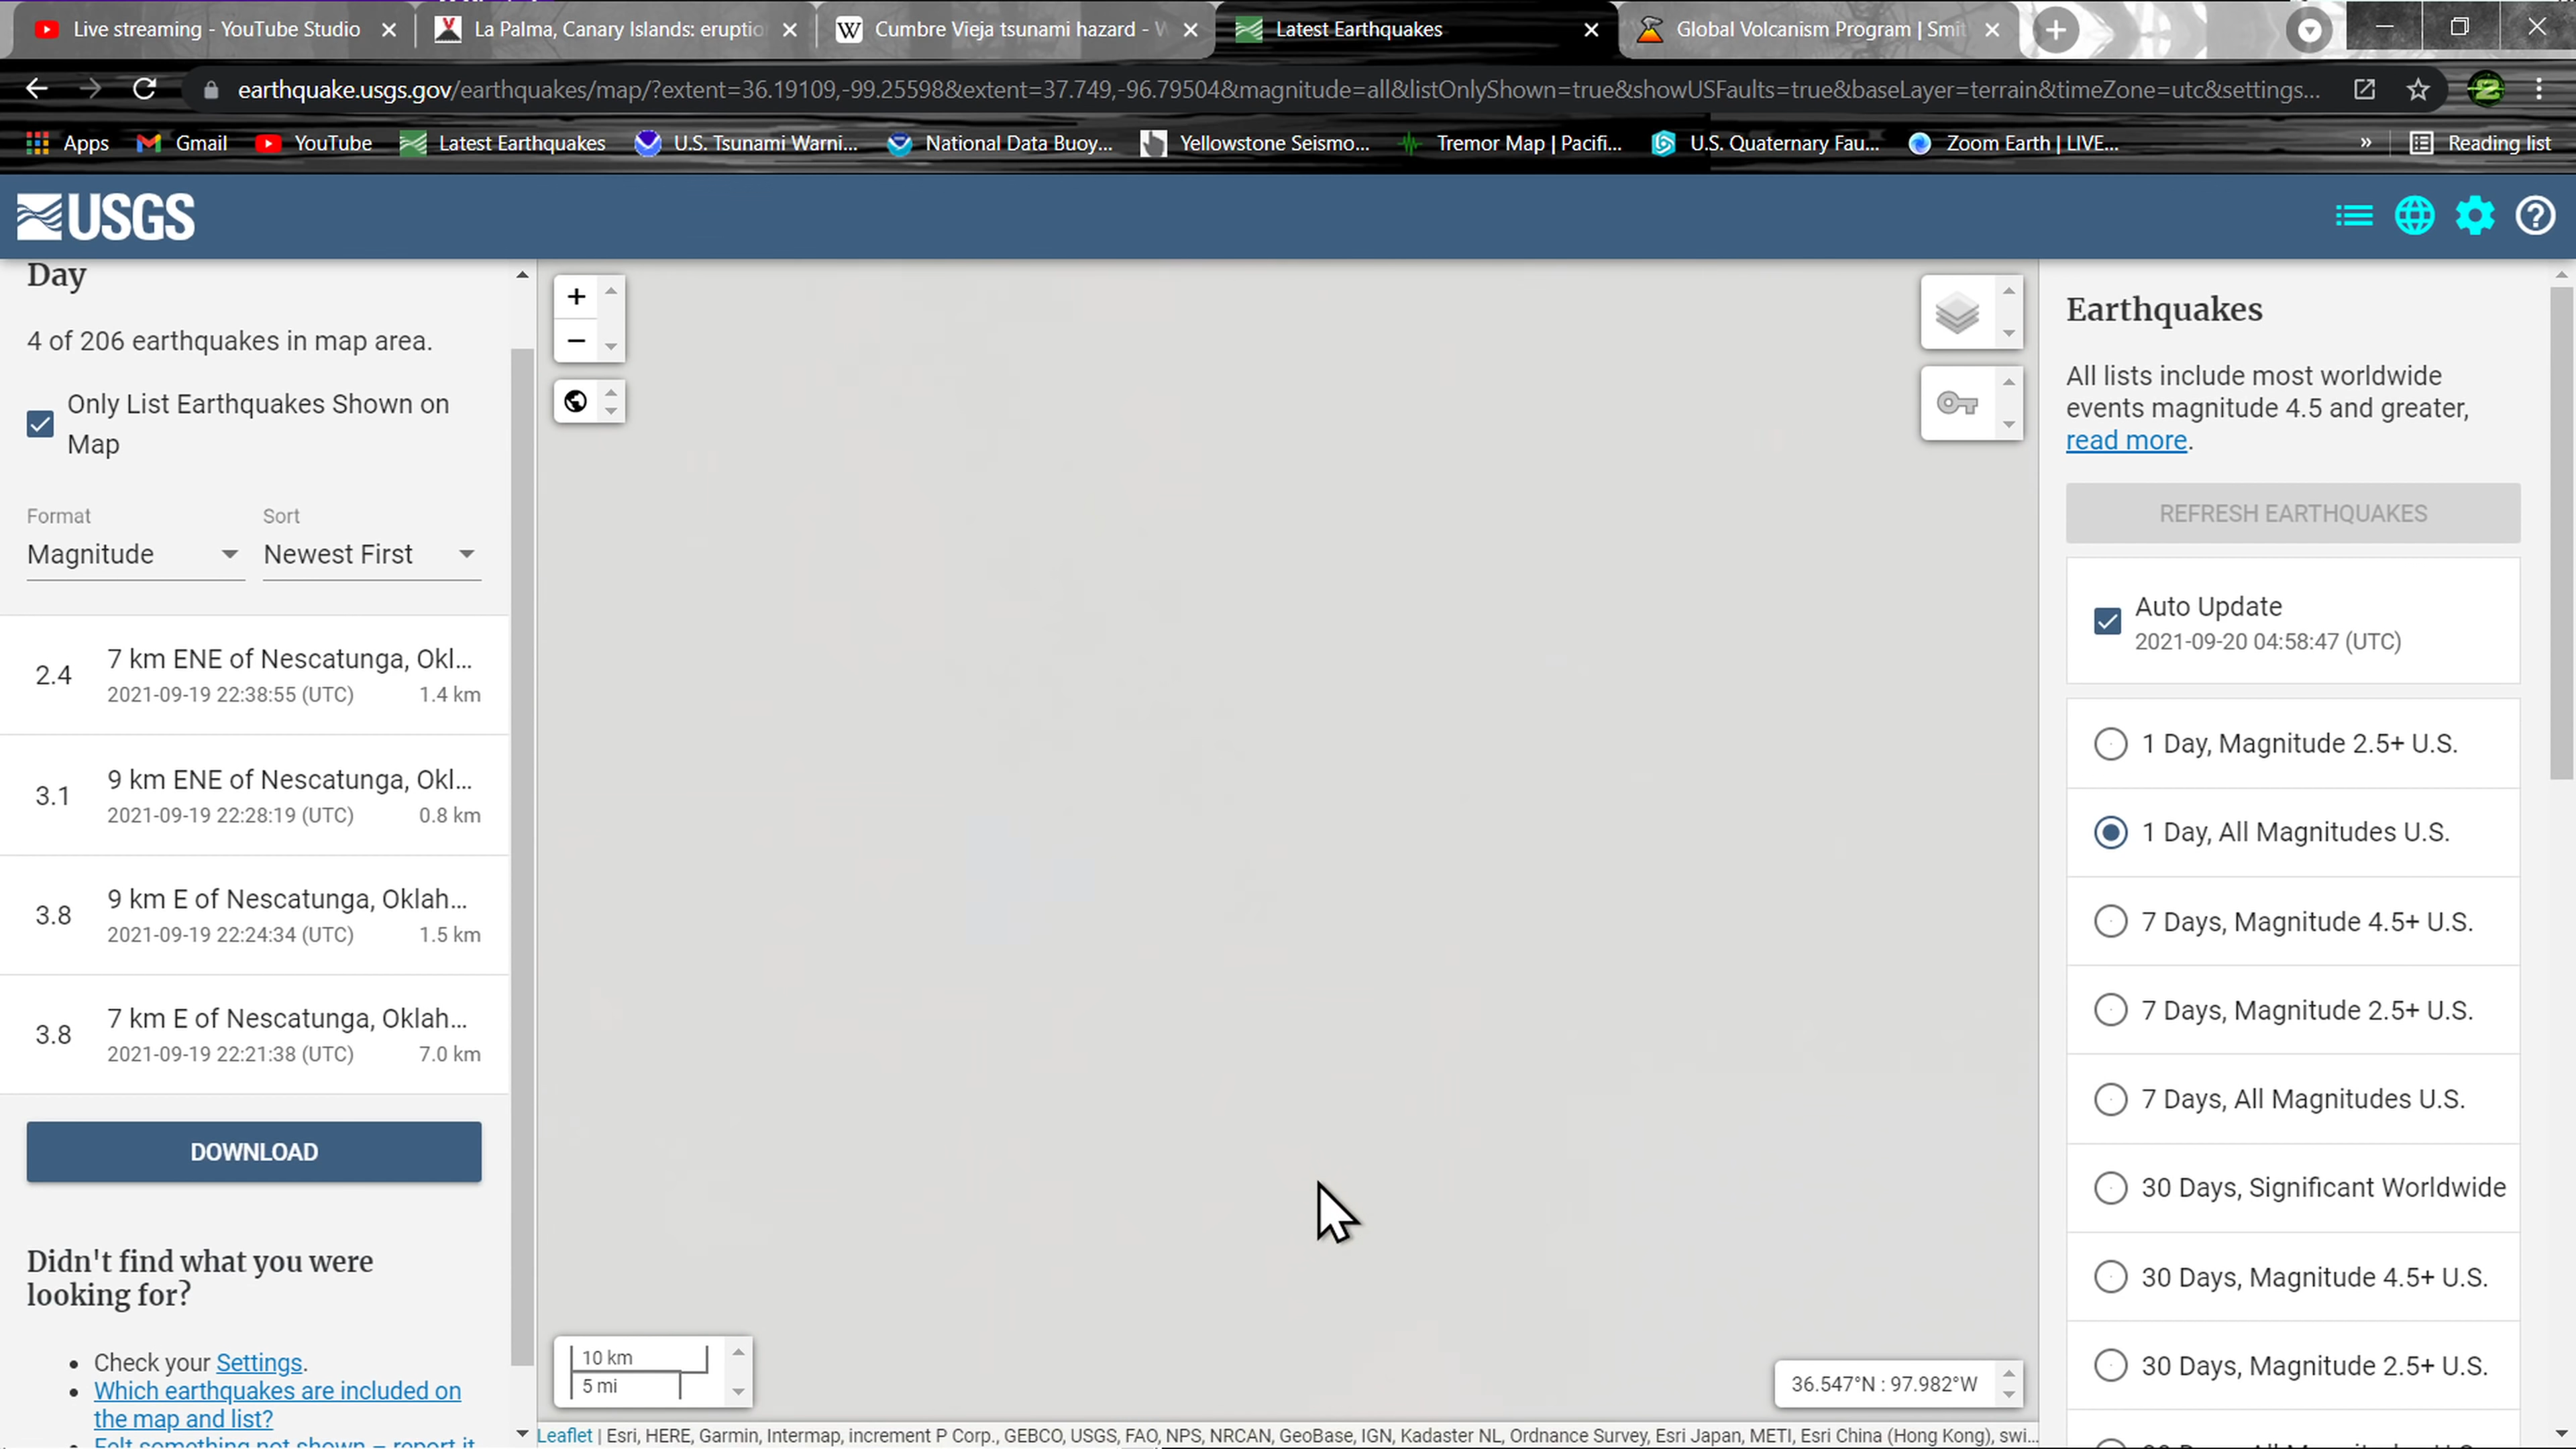 Live streaming - YouTube Studio
La Palma, Canary Islands: eruptio
Cumbre Vieja tsunami hazard - W
Latest Earthquakes
Global Volcanism Program | Smit
earthquake.usgs.gov/earthquakes/map/?extent=36.19109,-99.25598&extent=37.749,-96.79504&magnitude=all&listOnlyShown=true&showUSFaults=true&baseLayer=terrain&timeZone=utc&settings...
Apps
Gmail
YouTube
Latest Earthquakes
U.S. Tsunami Warni...
National Data Buoy...
Yellowstone Seismo...
Tremor Map | Pacifi...
U.S. Quaternary Fau...
Zoom Earth | LIVE...
»
Reading list
USGS
Day
4 of 206 earthquakes in map area.
Only List Earthquakes Shown on
Map
Format
Sort
Magnitude
Newest First
2.4
7 km ENE of Nescatunga, Okl...
2021-09-19 22:38:55 (UTC)
1.4 km
3.1
9 km ENE of Nescatunga, Okl...
2021-09-19 22:28:19 (UTC)
0.8 km
3.8
9 km E of Nescatunga, Oklah...
2021-09-19 22:24:34 (UTC)
1.5 km
3.8
7 km E of Nescatunga, Oklah...
2021-09-19 22:21:38 (UTC)
7.0 km
DOWNLOAD
Didn't find what you were
looking for?
• Check your Settings.
• Which earthquakes are included on
the map and list?
• Felt something not shown – report it
+
−
10 km
5 mi
36.547°N : 97.982°W
Leaflet | Esri, HERE, Garmin, Intermap, increment P Corp., GEBCO, USGS, FAO, NPS, NRCAN, GeoBase, IGN, Kadaster NL, Ordnance Survey, Esri Japan, METI, Esri China (Hong Kong), swi...
Earthquakes
All lists include most worldwide
events magnitude 4.5 and greater,
read more.
REFRESH EARTHQUAKES
Auto Update
2021-09-20 04:58:47 (UTC)
1 Day, Magnitude 2.5+ U.S.
1 Day, All Magnitudes U.S.
7 Days, Magnitude 4.5+ U.S.
7 Days, Magnitude 2.5+ U.S.
7 Days, All Magnitudes U.S.
30 Days, Significant Worldwide
30 Days, Magnitude 4.5+ U.S.
30 Days, Magnitude 2.5+ U.S.